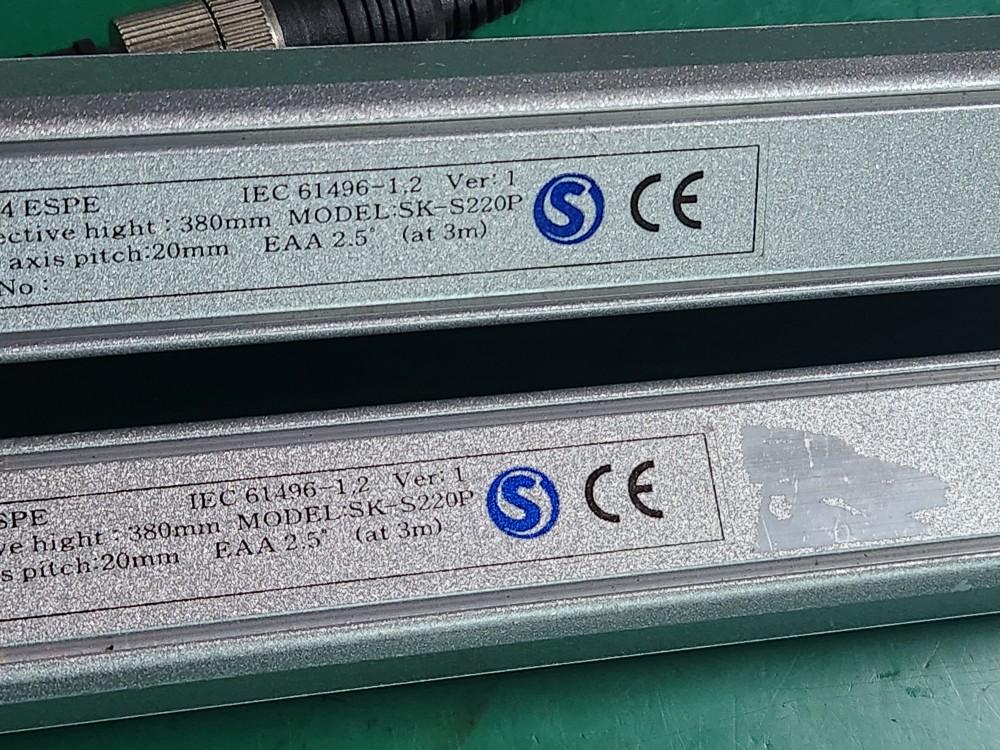 4 ESPE IEC 61496-1,2 Ver: 1
ective hight : 380mm MODEL:SK-S220P
axis pitch:20mm EAA 2.5° (at 3m)
No :
S CE
SPE IEC 61496-1,2 Ver: 1
e hight : 380mm MODEL:SK-S220P
s pitch:20mm EAA 2.5° (at 3m)
S CE